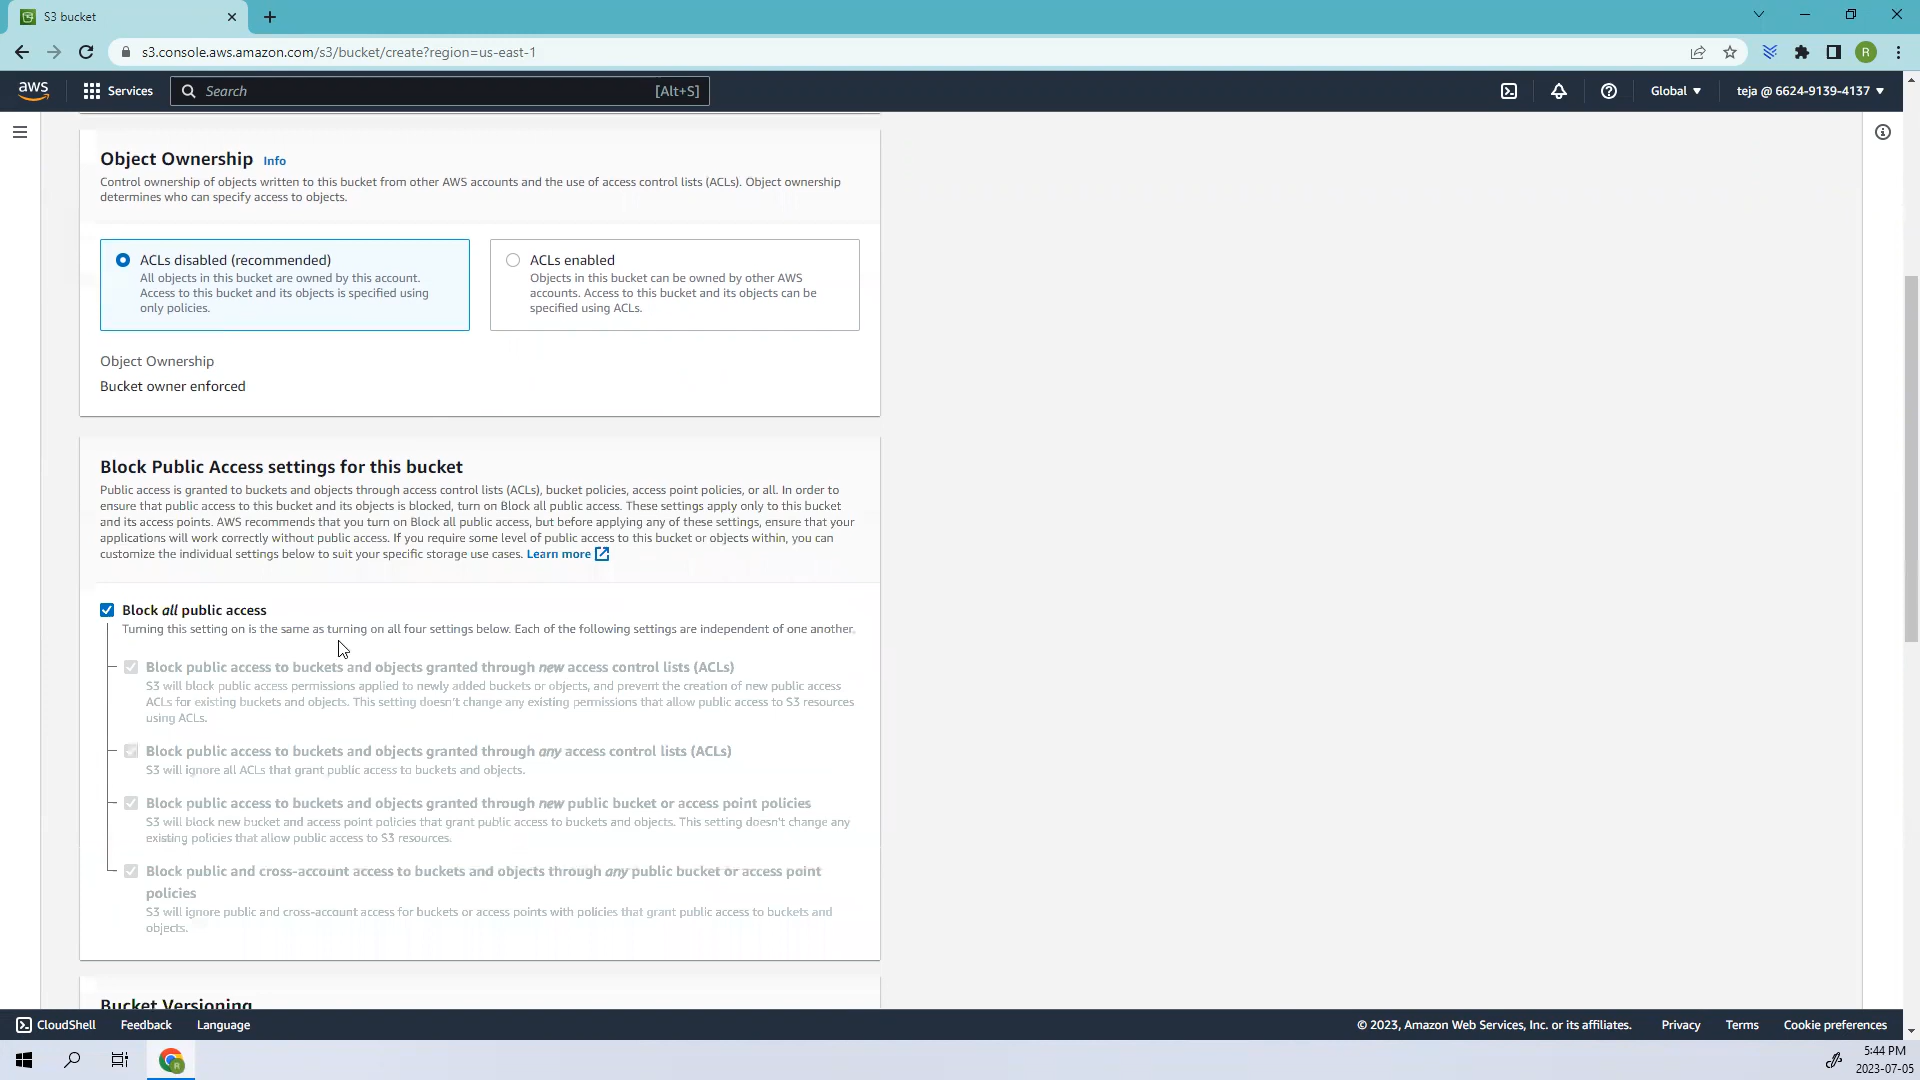 S3 bucket
s3.console.aws.amazon.com/s3/bucket/create?region=us-east-1
R
aws
Services
Search
[Alt+S]
Global
teja @ 6624-9139-4137
Object Ownership Info
Control ownership of objects written to this bucket from other AWS accounts and the use of access control lists (ACLs). Object ownership
determines who can specify access to objects.
ACLs disabled (recommended)
All objects in this bucket are owned by this account.
Access to this bucket and its objects is specified using
only policies.
ACLs enabled
Objects in this bucket can be owned by other AWS
accounts. Access to this bucket and its objects can be
specified using ACLs.
Object Ownership
Bucket owner enforced
Block Public Access settings for this bucket
Public access is granted to buckets and objects through access control lists (ACLs), bucket policies, access point policies, or all. In order to
ensure that public access to this bucket and its objects is blocked, turn on Block all public access. These settings apply only to this bucket
and its access points. AWS recommends that you turn on Block all public access, but before applying any of these settings, ensure that your
applications will work correctly without public access. If you require some level of public access to this bucket or objects within, you can
customize the individual settings below to suit your specific storage use cases. Learn more
Block all public access
Turning this setting on is the same as turning on all four settings below. Each of the following settings are independent of one another.
Block public access to buckets and objects granted through new access control lists (ACLs)
S3 will block public access permissions applied to newly added buckets or objects, and prevent the creation of new public access
ACLs for existing buckets and objects. This setting doesn't change any existing permissions that allow public access to S3 resources
using ACLs.
Block public access to buckets and objects granted through any access control lists (ACLs)
S3 will ignore all ACLs that grant public access to buckets and objects.
Block public access to buckets and objects granted through new public bucket or access point policies
S3 will block new bucket and access point policies that grant public access to buckets and objects. This setting doesn't change any
existing policies that allow public access to S3 resources.
Block public and cross-account access to buckets and objects through any public bucket or access point
policies
S3 will ignore public and cross-account access for buckets or access points with policies that grant public access to buckets and
objects.
Bucket Versioning
CloudShell
Feedback
Language
© 2023, Amazon Web Services, Inc. or its affiliates.
Privacy
Terms
Cookie preferences
R
5:44 PM
2023-07-05